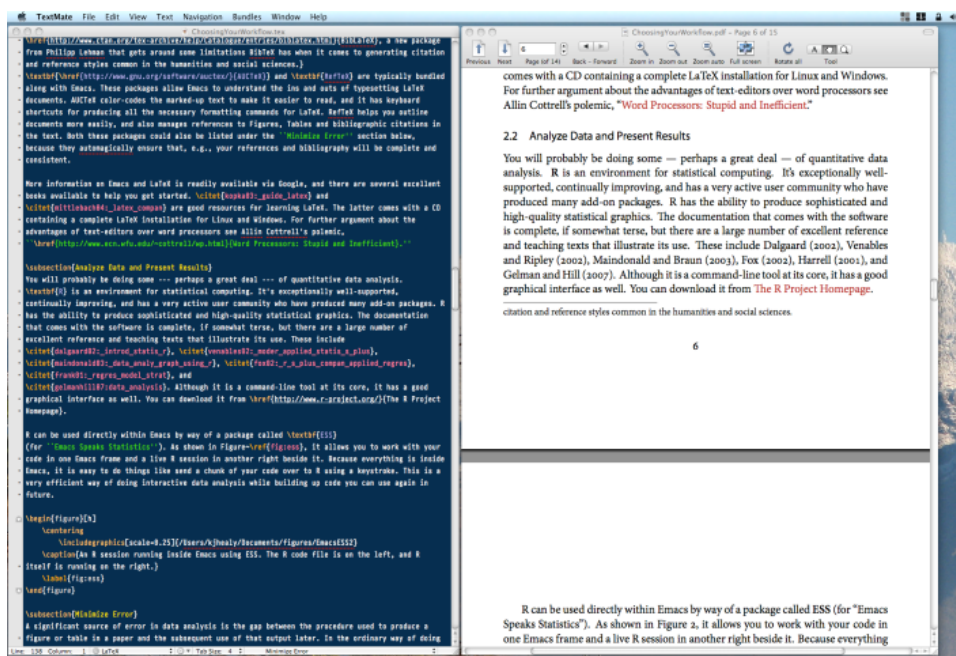 TextMate File Edit View Text Navigation Bundles Window Help
ChoosingYourWorkflow.tex
from Philipp Lehman that gets around some limitations BibTeX has when it comes to generating citation
and reference styles common in the humanities and social sciences.}
\textbf{\href{http://www.gnu.org/software/auctex/}{AUCTeX}} and \textbf{RefTeX} are typically bundled
along with Emacs. These packages allow Emacs to understand the ins and outs of typesetting LaTeX
documents. AUCTeX color-codes the marked-up text to make it easier to read, and it has keyboard
shortcuts for producing all the necessary formatting commands for LaTeX. RefTeX helps you outline
documents more easily, and also manages references to Figures, Tables and bibliographic citations in
the text. Both these packages could also be listed under the ``Minimize Error'' section below,
because they automagically ensure that, e.g., your references and bibliography will be complete and
consistent.
More information on Emacs and LaTeX is readily available via Google, and there are several excellent
books available to help you get started. \citet{kopka03:_guide_latex} and
\citet{mittlebach04:_latex_compan} are good resources for learning LaTeX. The latter comes with a CD
containing a complete LaTeX installation for Linux and Windows. For further argument about the
advantages of text-editors over word processors see Allin Cottrell's polemic,
``\href{http://www.ecn.wfu.edu/~cottrell/wp.html}{Word Processors: Stupid and Inefficient}.''
\subsection{Analyze Data and Present Results}
You will probably be doing some --- perhaps a great deal --- of quantitative data analysis.
\textbf{R} is an environment for statistical computing. It's exceptionally well-supported,
continually improving, and has a very active user community who have produced many add-on packages. R
has the ability to produce sophisticated and high-quality statistical graphics. The documentation
that comes with the software is complete, if somewhat terse, but there are a large number of
excellent reference and teaching texts that illustrate its use. These include
\citet{dalgaard02:_introd_statis_r}, \citet{venables02:_moder_applied_statis_s_plus},
\citet{maindonald03:_data_analy_graph_using_r}, \citet{fox02:_r_s_plus_compan_applied_regres},
\citet{frank01:_regres_model_strat}, and
\citet{gelmanhill07:data_analysis}. Although it is a command-line tool at its core, it has a good
graphical interface as well. You can download it from \href{http://www.r-project.org/}{The R Project
Homepage}.
R can be used directly within Emacs by way of a package called \textbf{ESS}
(for ``Emacs Speaks Statistics''). As shown in Figure~\ref{fig:ess}, it allows you to work with your
code in one Emacs frame and a live R session in another right beside it. Because everything is inside
Emacs, it is easy to do things like send a chunk of your code over to R using a keystroke. This is a
very efficient way of doing interactive data analysis while building up code you can use again in
future.
\begin{figure}[h]
\centering
\includegraphics[scale=0.25]{/Users/kjhealy/Documents/figures/EmacsESS2}
\caption{An R session running inside Emacs using ESS. The R code file is on the left, and R
itself is running on the right.}
\label{fig:ess}
\end{figure}
\subsection{Minimize Error}
A significant source of error in data analysis is the gap between the procedure used to produce a
figure or table in a paper and the subsequent use of that output later. In the ordinary way of doing
Line: 138 Column: 1 LaTeX Tab Size: 4 Minimize Error
ChoosingYourWorkflow.pdf - Page 6 of 15
6
Previous Next Page (of 14) Back - Forward Zoom in Zoom out Zoom auto Full screen Rotate all Tool
comes with a CD containing a complete LaTeX installation for Linux and Windows.
For further argument about the advantages of text-editors over word processors see
Allin Cottrell's polemic, “Word Processors: Stupid and Inefficient.”
2.2 Analyze Data and Present Results
You will probably be doing some — perhaps a great deal — of quantitative data
analysis. R is an environment for statistical computing. It's exceptionally well-
supported, continually improving, and has a very active user community who have
produced many add-on packages. R has the ability to produce sophisticated and
high-quality statistical graphics. The documentation that comes with the software
is complete, if somewhat terse, but there are a large number of excellent reference
and teaching texts that illustrate its use. These include Dalgaard (2002), Venables
and Ripley (2002), Maindonald and Braun (2003), Fox (2002), Harrell (2001), and
Gelman and Hill (2007). Although it is a command-line tool at its core, it has a good
graphical interface as well. You can download it from The R Project Homepage.
citation and reference styles common in the humanities and social sciences.
6
R can be used directly within Emacs by way of a package called ESS (for “Emacs
Speaks Statistics”). As shown in Figure 2, it allows you to work with your code in
one Emacs frame and a live R session in another right beside it. Because everything